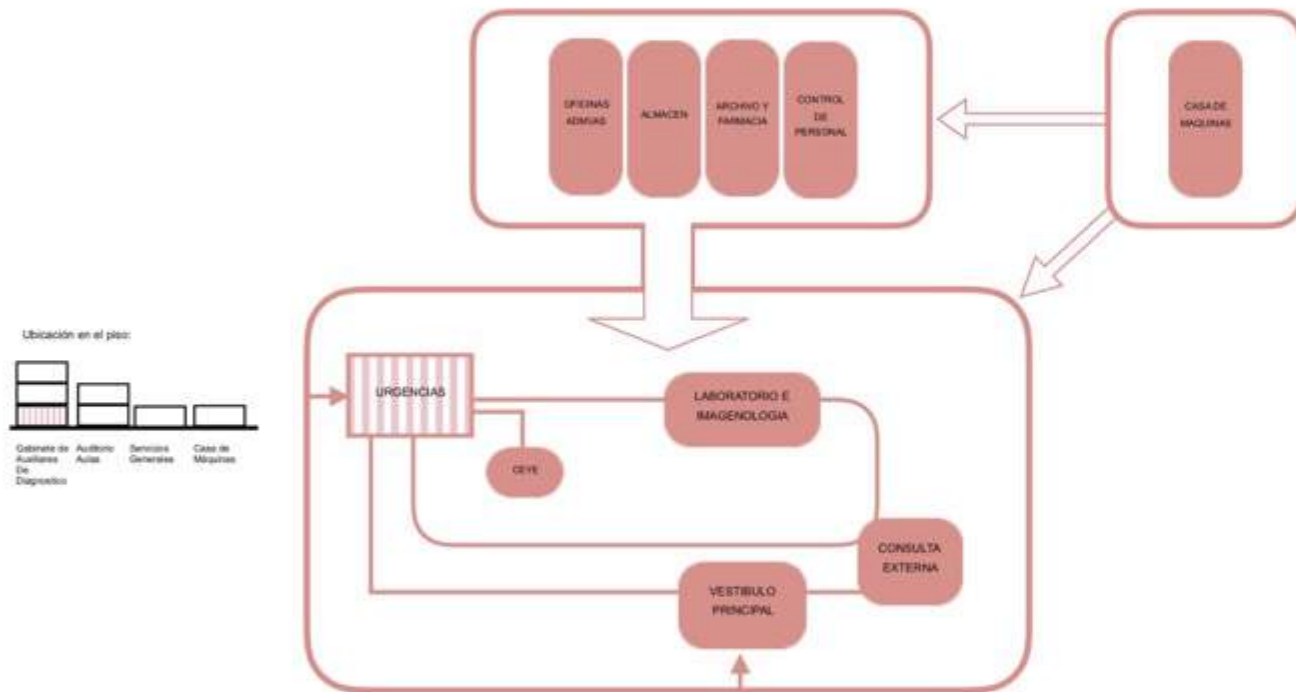 OFICINAS
ADMVAS
ALMACEN
ARCHIVO Y
FARMACIA
CONTROL
DE
PERSONAL
CASA DE
MAQUINAS
Ubicación en el piso:
Gabinete de
Auxiliares
De
Diagnostico
Auditorio
Aulas
Servicios
Generales
Casa de
Máquinas
URGENCIAS
LABORATORIO E
IMAGENOLOGIA
CEYE
CONSULTA
EXTERNA
VESTIBULO
PRINCIPAL